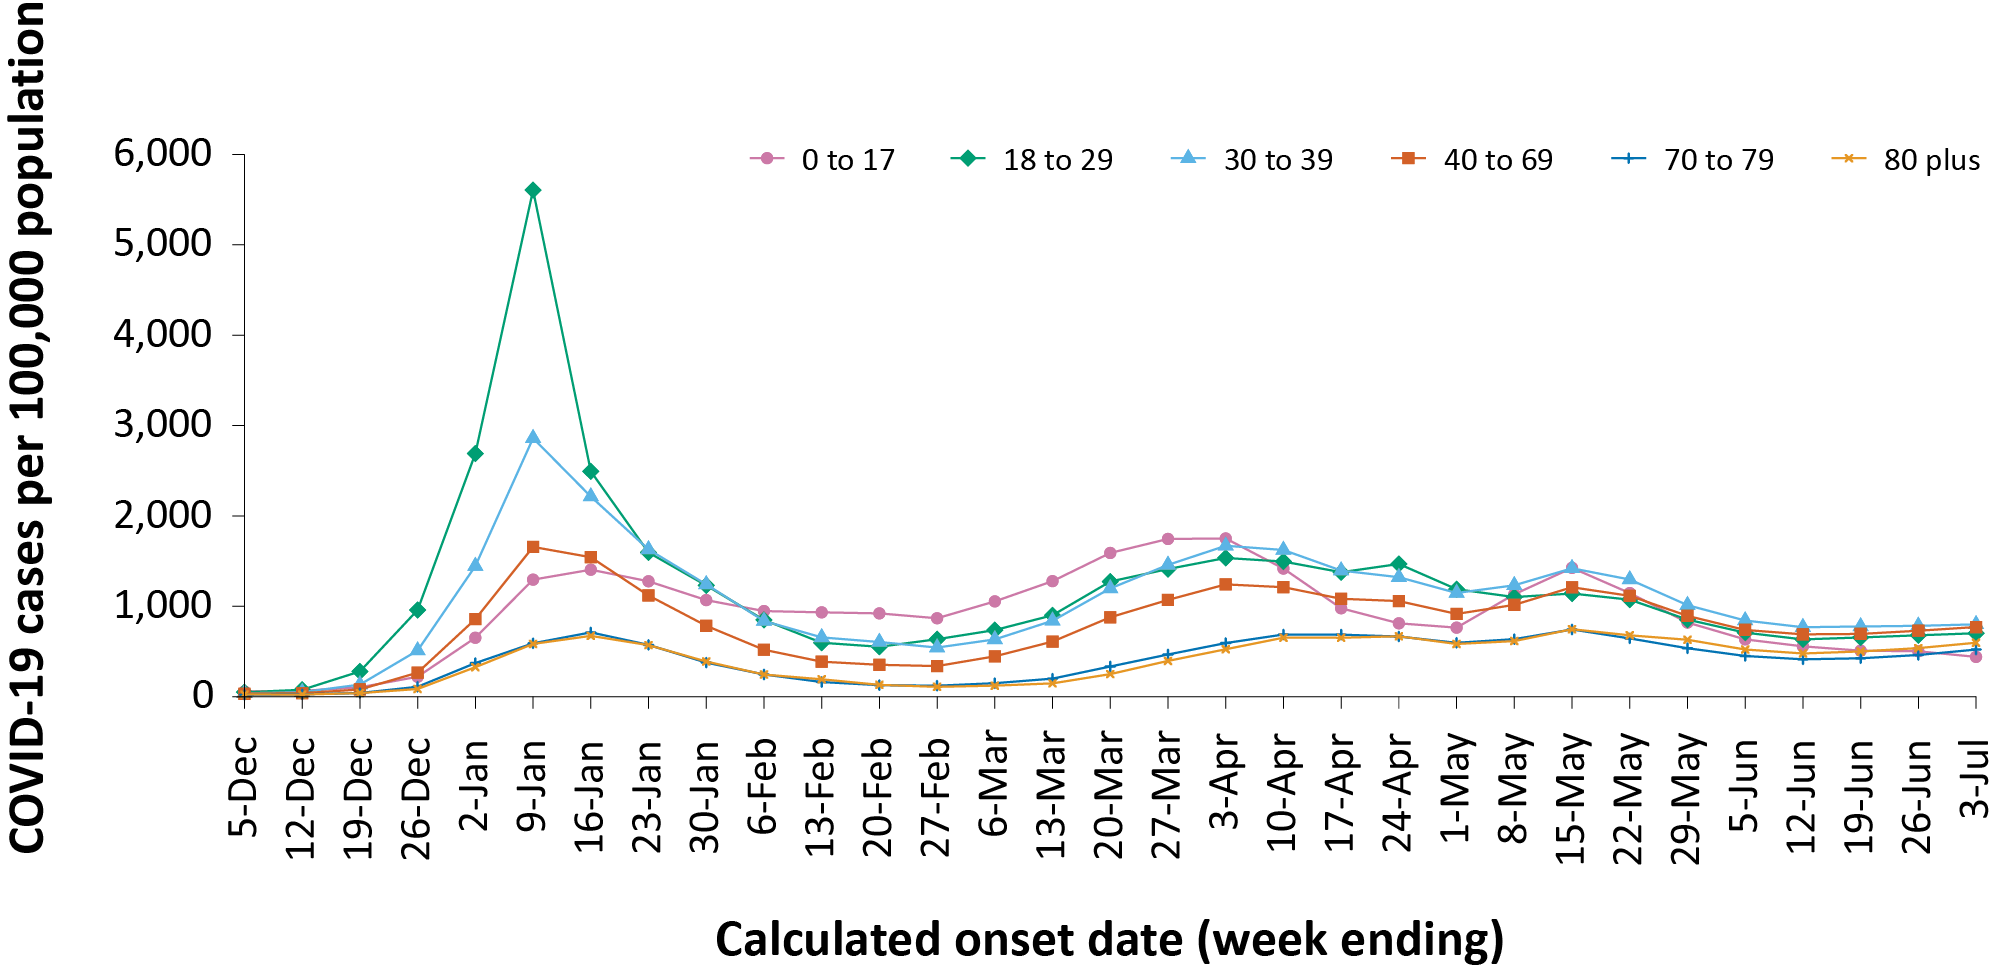 COVID-19 cases per 100,000 population
6,000
5,000
4,000
3,000
2,000
1,000
0
0 to 17
18 to 29
30 to 39
40 to 69
70 to 79
80 plus
5-Dec
12-Dec
19-Dec
26-Dec
2-Jan
9-Jan
16-Jan
23-Jan
30-Jan
6-Feb
13-Feb
20-Feb
27-Feb
6-Mar
13-Mar
20-Mar
27-Mar
3-Apr
10-Apr
17-Apr
24-Apr
1-May
8-May
15-May
22-May
29-May
5-Jun
12-Jun
19-Jun
26-Jun
3-Jul
Calculated onset date (week ending)